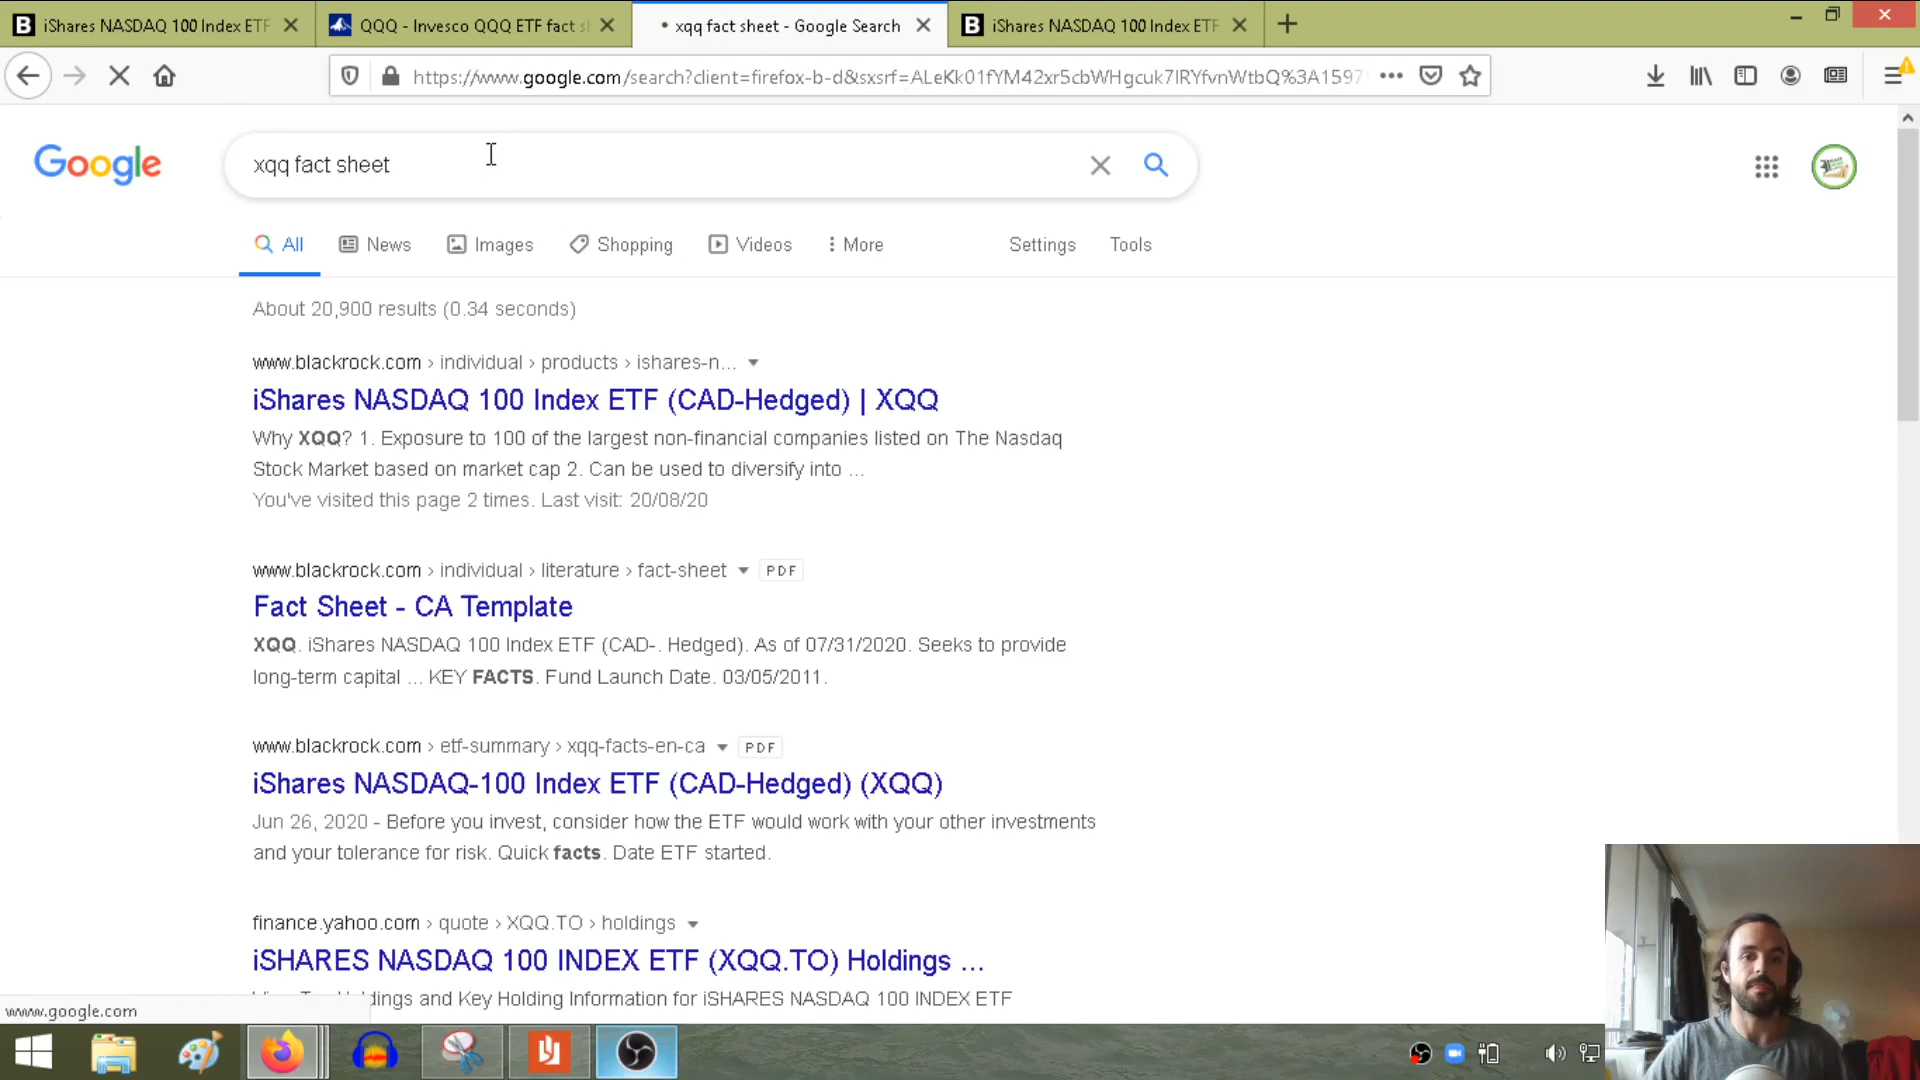 iShares NASDAQ 100 Index ETF
QQQ - Invesco QQQ ETF fact s
xqq fact sheet - Google Search
iShares NASDAQ 100 Index ETF
https://www.google.com/search?client=firefox-b-d&sxsrf=ALeKk01fYM42xr5cbWHgcuk7lRYfvnWtbQ%3A1597
Google
xqq fact sheet
All
News
Images
Shopping
Videos
More
Settings
Tools
About 20,900 results (0.34 seconds)
www.blackrock.com › individual › products › ishares-n...
iShares NASDAQ 100 Index ETF (CAD-Hedged) | XQQ
Why XQQ? 1. Exposure to 100 of the largest non-financial companies listed on The Nasdaq
Stock Market based on market cap 2. Can be used to diversify into ...
You've visited this page 2 times. Last visit: 20/08/20
www.blackrock.com › individual › literature › fact-sheet PDF
Fact Sheet - CA Template
XQQ. iShares NASDAQ 100 Index ETF (CAD-. Hedged). As of 07/31/2020. Seeks to provide
long-term capital ... KEY FACTS. Fund Launch Date. 03/05/2011.
www.blackrock.com › etf-summary › xqq-facts-en-ca PDF
iShares NASDAQ-100 Index ETF (CAD-Hedged) (XQQ)
Jun 26, 2020 - Before you invest, consider how the ETF would work with your other investments
and your tolerance for risk. Quick facts. Date ETF started.
finance.yahoo.com › quote › XQQ.TO › holdings
iSHARES NASDAQ 100 INDEX ETF (XQQ.TO) Holdings ...
ldings and Key Holding Information for iSHARES NASDAQ 100 INDEX ETF
www.google.com